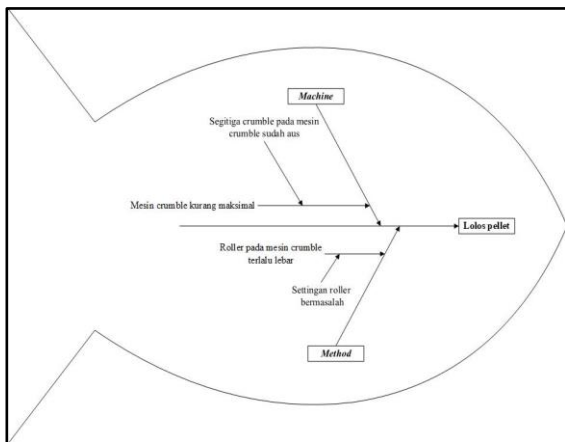 Machine
Segitiga crumble pada mesin
crumble sudah aus
Mesin crumble kurang maksimal
Lolos pellet
Roller pada mesin crumble
terlalu lebar
Settingan roller
bermasalah
Method